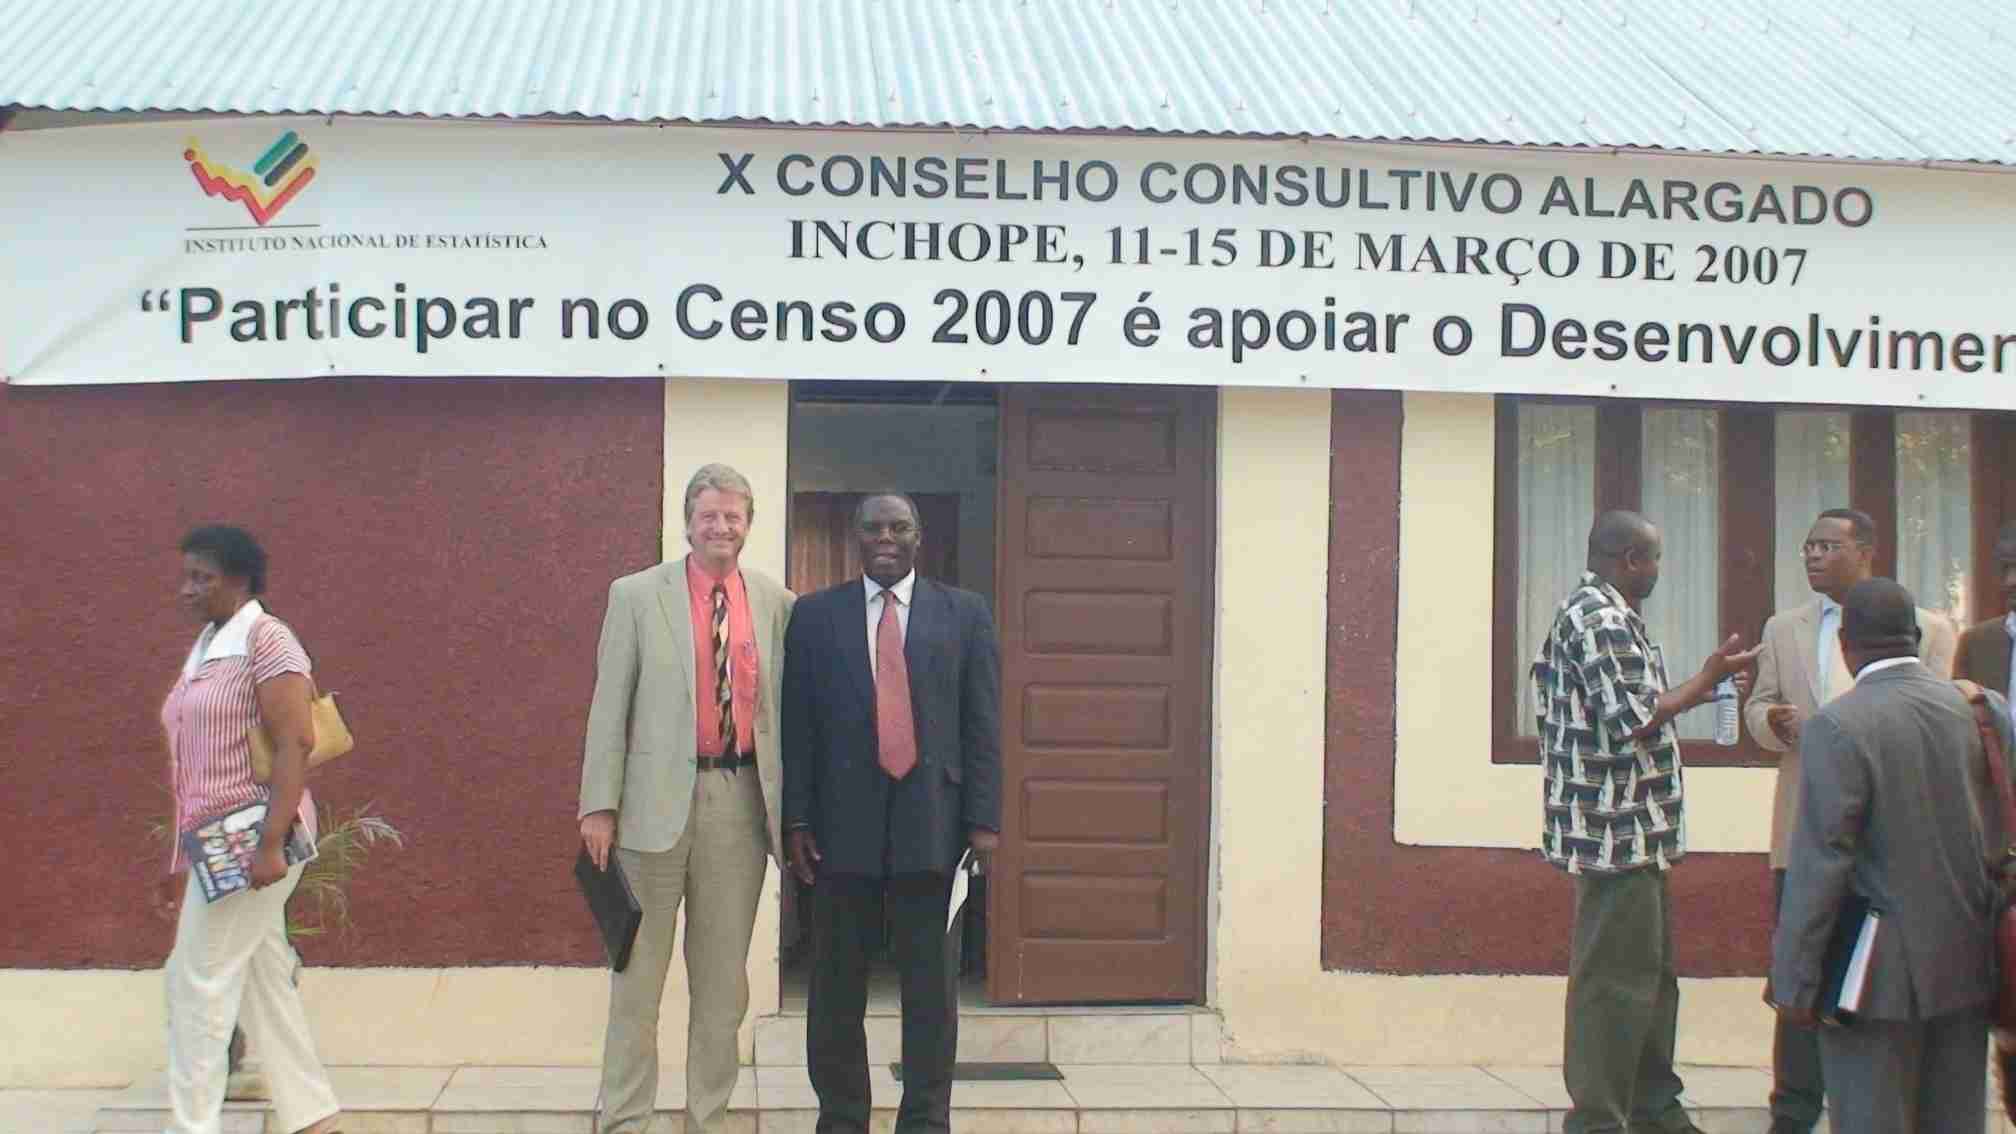 INSTITUTO NACIONAL DE ESTATÍSTICA
X CONSELHO CONSULTIVO ALARGADO
INCHOPE, 11-15 DE MARÇO DE 2007
“Participar no Censo 2007 é apoiar o Desenvolvimen